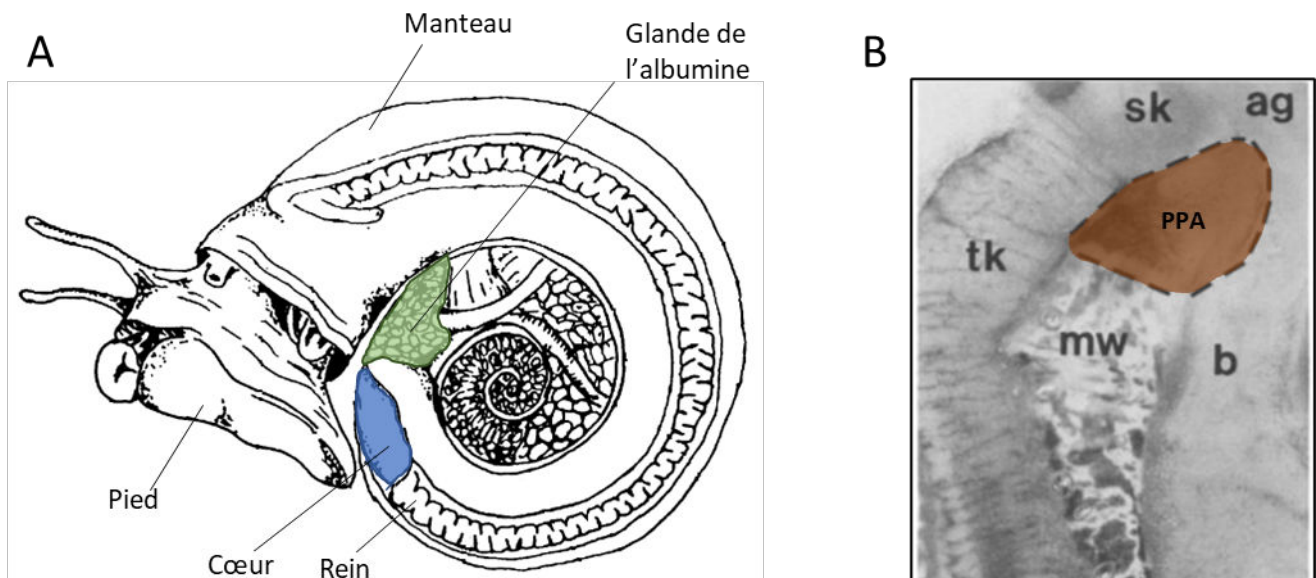 A
Manteau
Glande de
l’albumine
Pied
Cœur
Rein
B
sk
ag
PPA
tk
mw
b